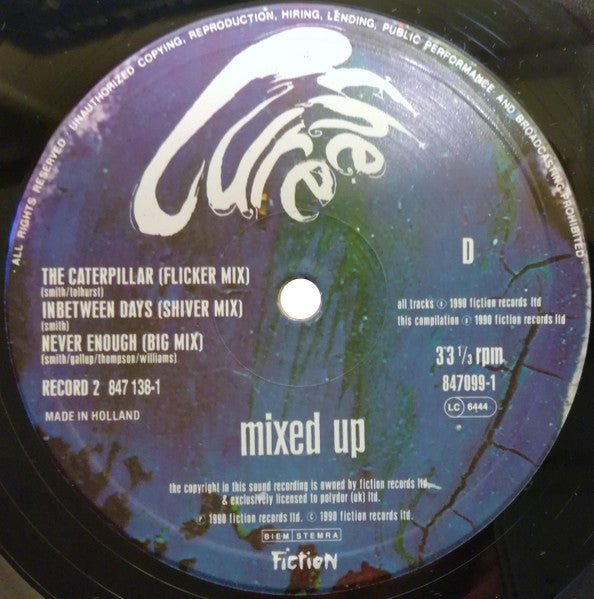 ALL RIGHTS RESERVED · UNAUTHORIZED COPYING, REPRODUCTION, HIRING, LENDING, PUBLIC PERFORMANCE AND BROADCASTING PROHIBITED
The Cure
D
THE CATERPILLAR (FLICKER MIX)
(smith/tolhurst)
INBETWEEN DAYS (SHIVER MIX)
(smith)
NEVER ENOUGH (BIG MIX)
(smith/gallup/thompson/williams)
RECORD 2 847 138-1
MADE IN HOLLAND
all tracks ℗ 1990 fiction records ltd
this compilation ℗ 1990 fiction records ltd
33 1/3 rpm.
847099-1
LC 6444
mixed up
the copyright in this sound recording is owned by fiction records ltd.
& exclusively licensed to polydor (uk) ltd.
℗ 1990 fiction records ltd. © 1990 fiction records ltd.
BIEM STEMRA
Fiction